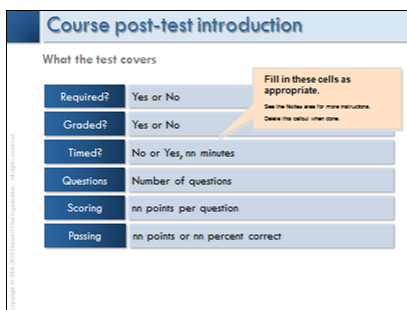 Course post-test introduction
What the test covers
Fill in these cells as
appropriate.
See the Notes area for more instructions.
Delete this callout when done.
Required? Yes or No
Graded? Yes or No
Timed? No or Yes, nn minutes
Questions Number of questions
Scoring nn points per question
Passing nn points or nn percent correct